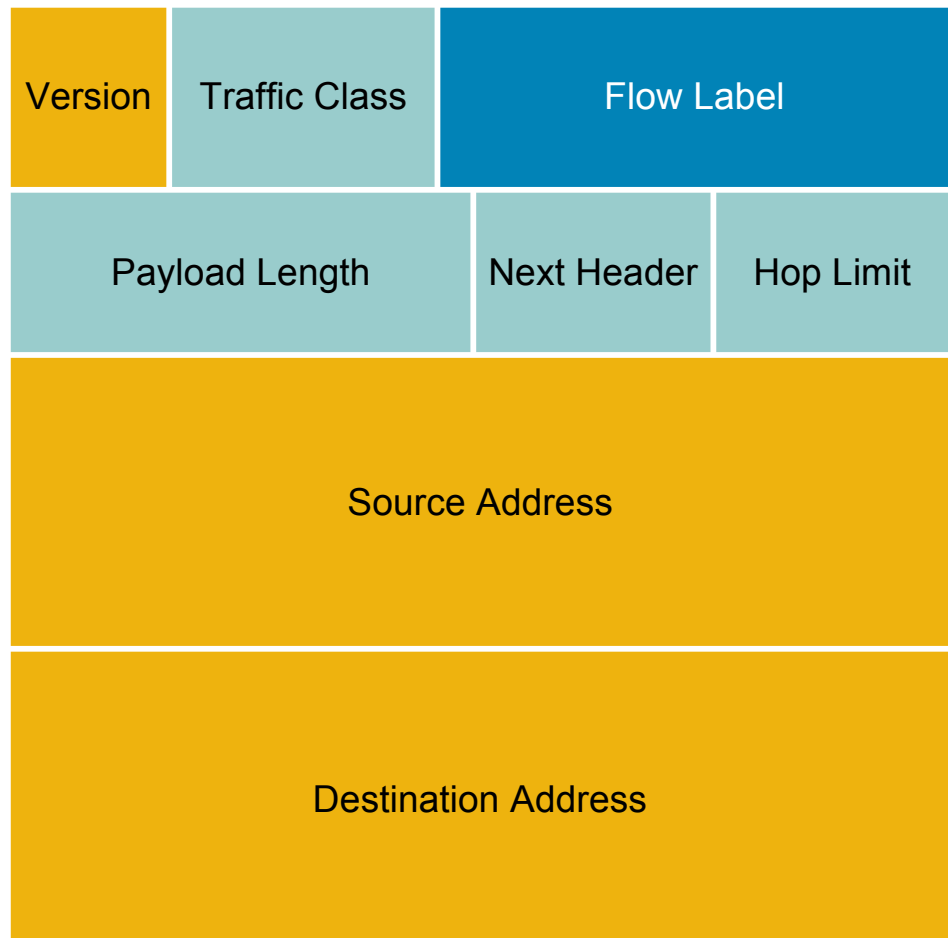 Version
Traffic Class
Flow Label
Payload Length
Next Header
Hop Limit
Source Address
Destination Address